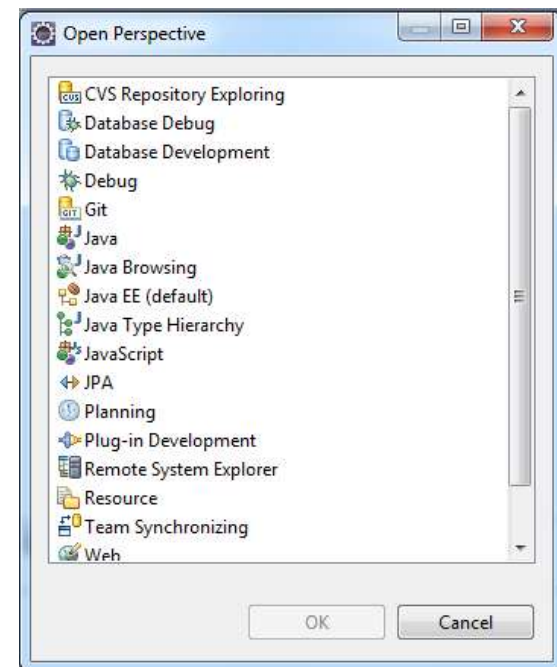 Open Perspective
CVS Repository Exploring
Database Debug
Database Development
Debug
Git
Java
Java Browsing
Java EE (default)
Java Type Hierarchy
JavaScript
JPA
Planning
Plug-in Development
Remote System Explorer
Resource
Team Synchronizing
Web
OK
Cancel